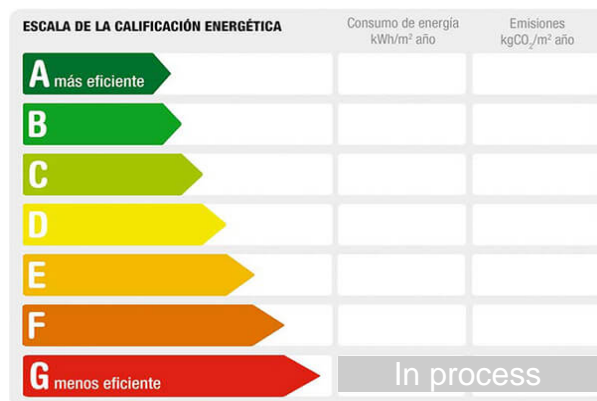 ESCALA DE LA CALIFICACIÓN ENERGÉTICA
Consumo de energía
kWh/m² año
Emisiones
kgCO₂/m² año
A más eficiente
B
C
D
E
F
G menos eficiente
In process